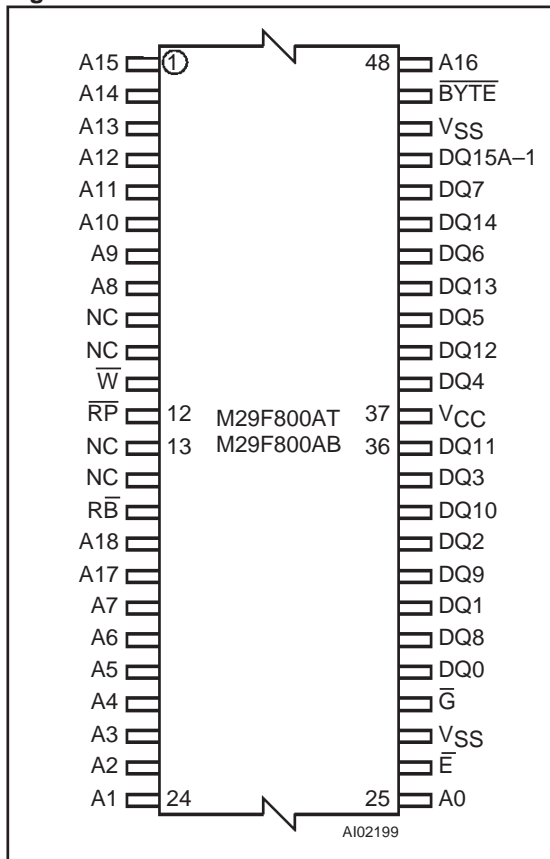 A15 1 48 A16
A14 B̅Y̅T̅E̅
A13 VSS
A12 DQ15A–1
A11 DQ7
A10 DQ14
A9 DQ6
A8 DQ13
NC DQ5
NC DQ12
W̅ DQ4
R̅P̅ 12 M29F800AT 37 VCC
NC 13 M29F800AB 36 DQ11
NC DQ3
RB̅ DQ10
A18 DQ2
A17 DQ9
A7 DQ1
A6 DQ8
A5 DQ0
A4 G̅
A3 VSS
A2 E̅
A1 24 25 A0
AI02199